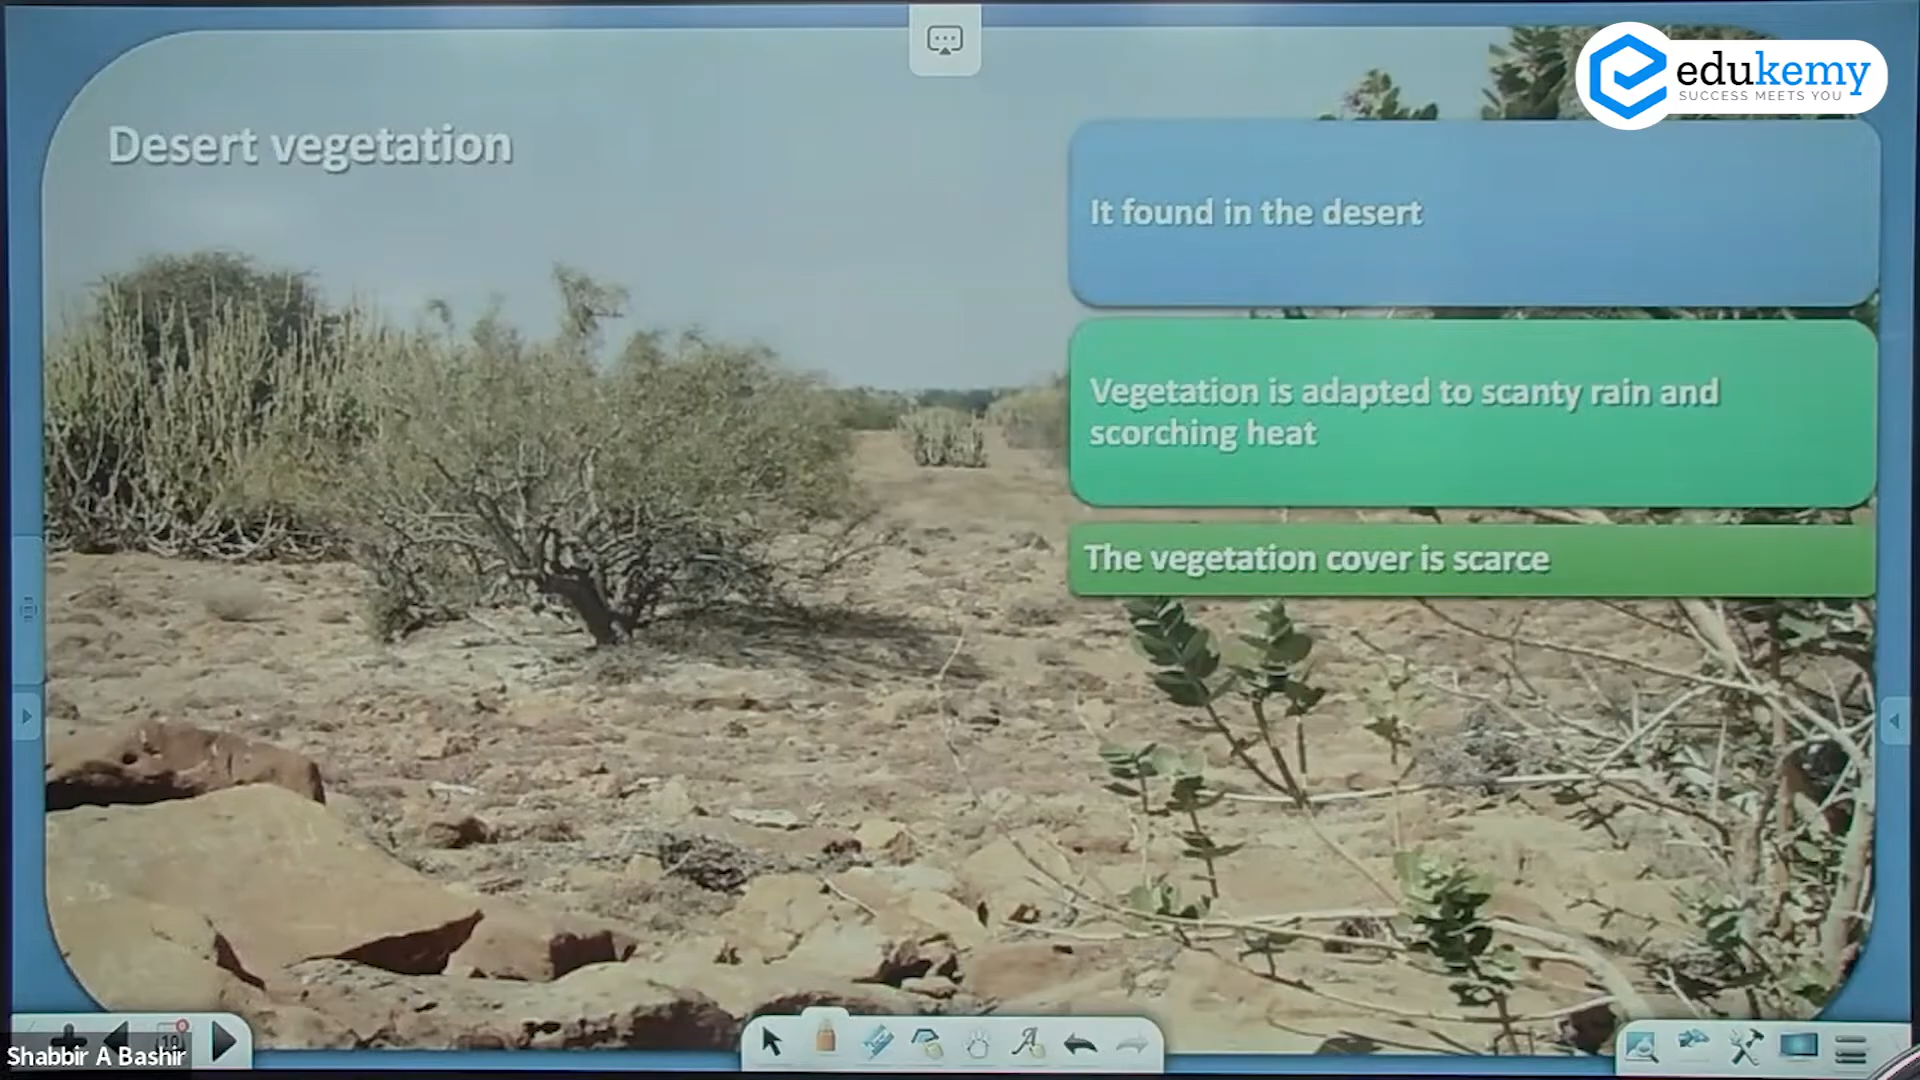 edukemy
SUCCESS MEETS YOU
Desert vegetation
It found in the desert
Vegetation is adapted to scanty rain and
scorching heat
The vegetation cover is scarce
Shabbir A Bashir